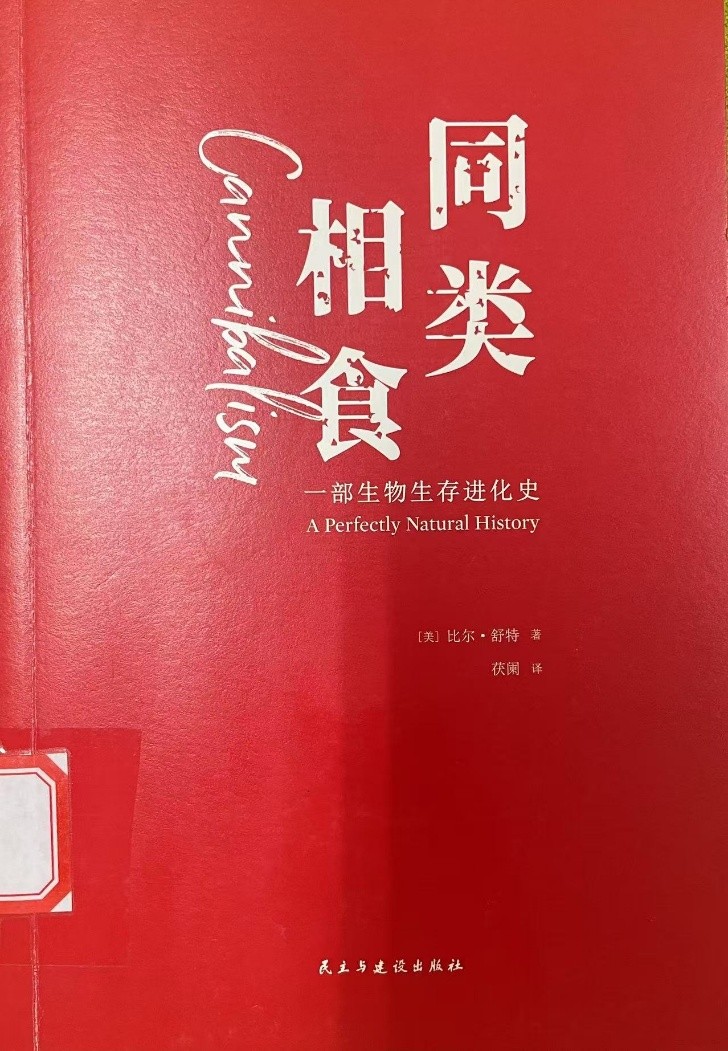 同类
相食
Cannibalism
一部生物生存进化史
A Perfectly Natural History
[美] 比尔·舒特 著
茯阑 译
民主与建设出版社